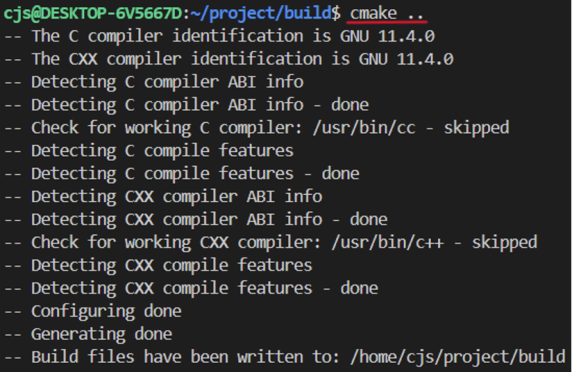 cjs@DESKTOP-6V5667D:~/project/build$ cmake ..
-- The C compiler identification is GNU 11.4.0
-- The CXX compiler identification is GNU 11.4.0
-- Detecting C compiler ABI info
-- Detecting C compiler ABI info - done
-- Check for working C compiler: /usr/bin/cc - skipped
-- Detecting C compile features
-- Detecting C compile features - done
-- Detecting CXX compiler ABI info
-- Detecting CXX compiler ABI info - done
-- Check for working CXX compiler: /usr/bin/c++ - skipped
-- Detecting CXX compile features
-- Detecting CXX compile features - done
-- Configuring done
-- Generating done
-- Build files have been written to: /home/cjs/project/build